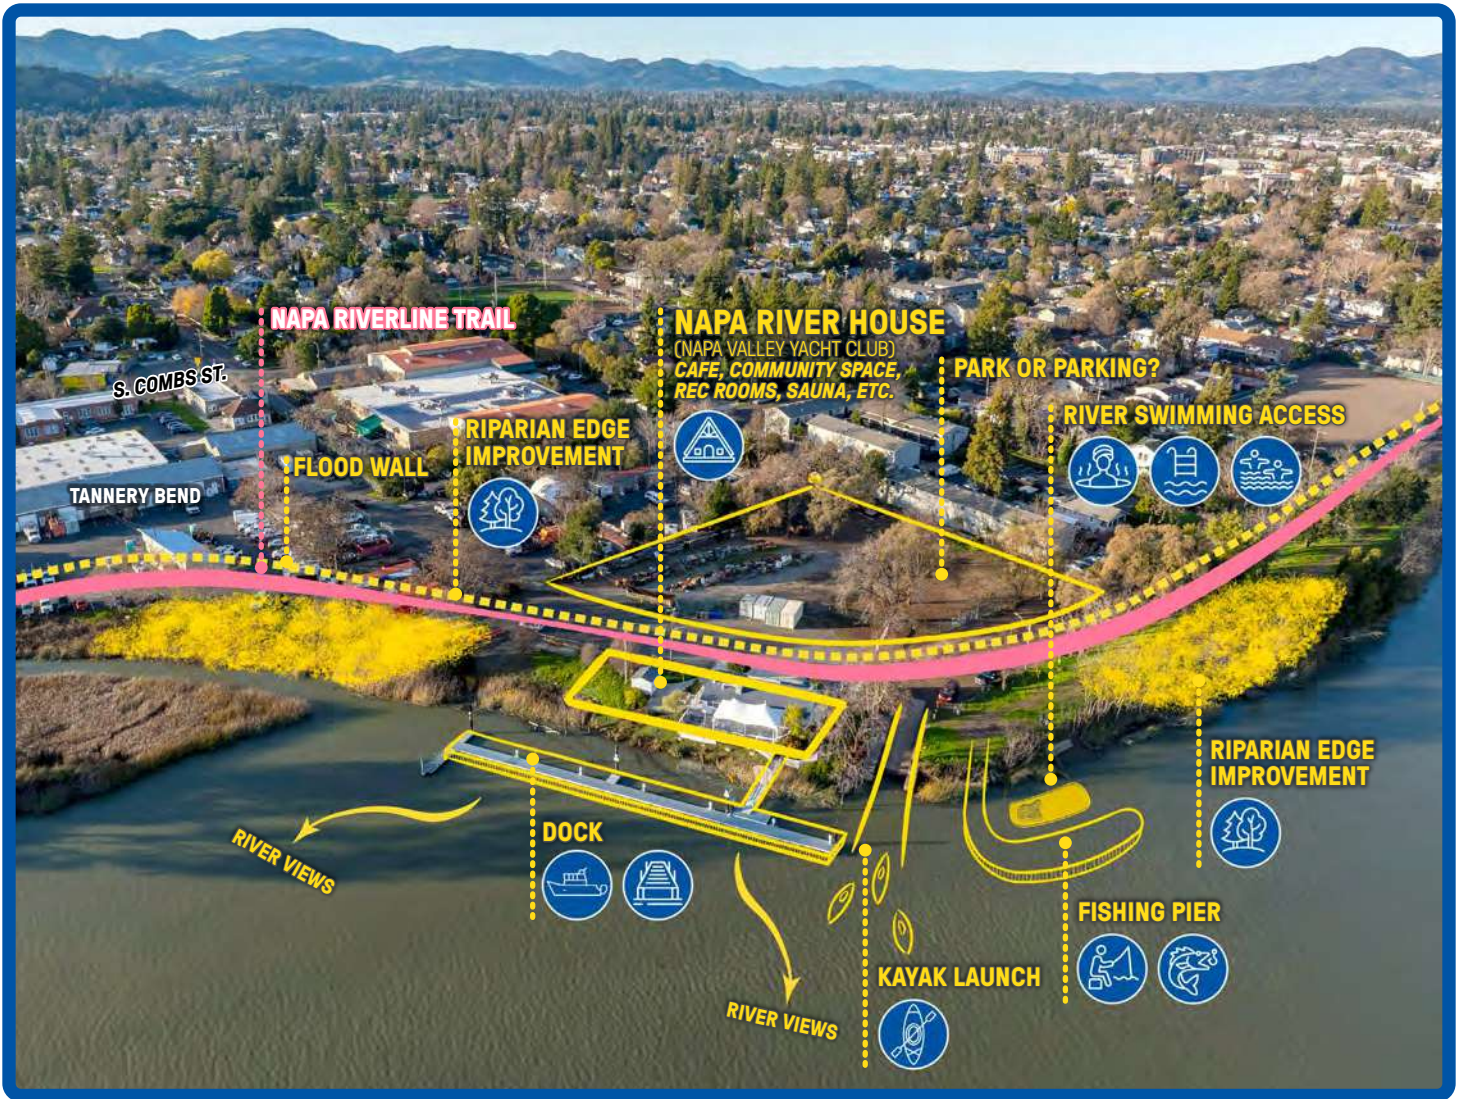 NAPA RIVERLINE TRAIL
NAPA RIVER HOUSE
(NAPA VALLEY YACHT CLUB)
CAFE, COMMUNITY SPACE,
REC ROOMS, SAUNA, ETC.
PARK OR PARKING?
S. COMBS ST.
RIVER SWIMMING ACCESS
RIPARIAN EDGE
IMPROVEMENT
FLOOD WALL
TANNERY BEND
RIPARIAN EDGE
IMPROVEMENT
DOCK
RIVER VIEWS
FISHING PIER
KAYAK LAUNCH
RIVER VIEWS